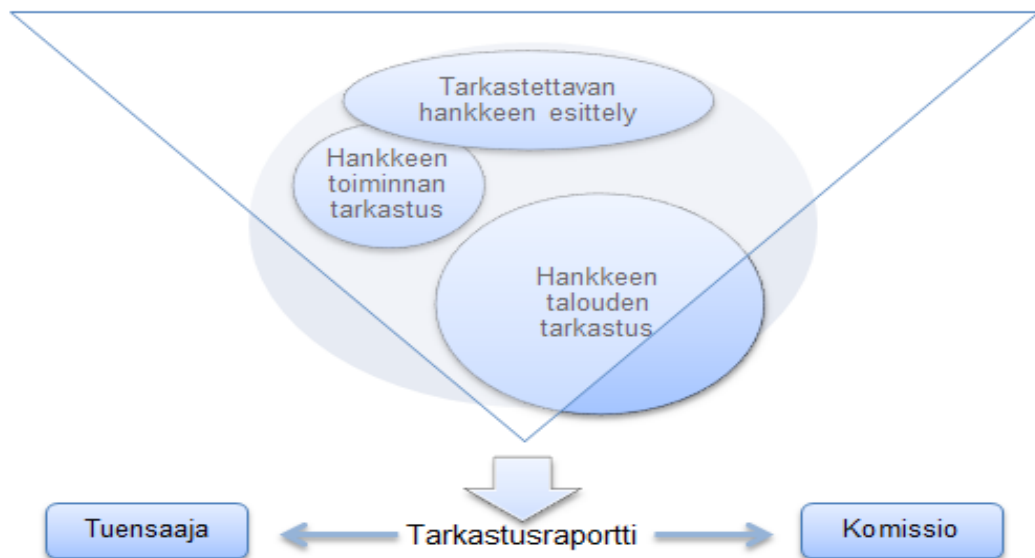 Tarkastettavan
hankkeen esittely
Hankkeen
toiminnan
tarkastus
Hankkeen
talouden
tarkastus
Tuensaaja
Tarkastusraportti
Komissio